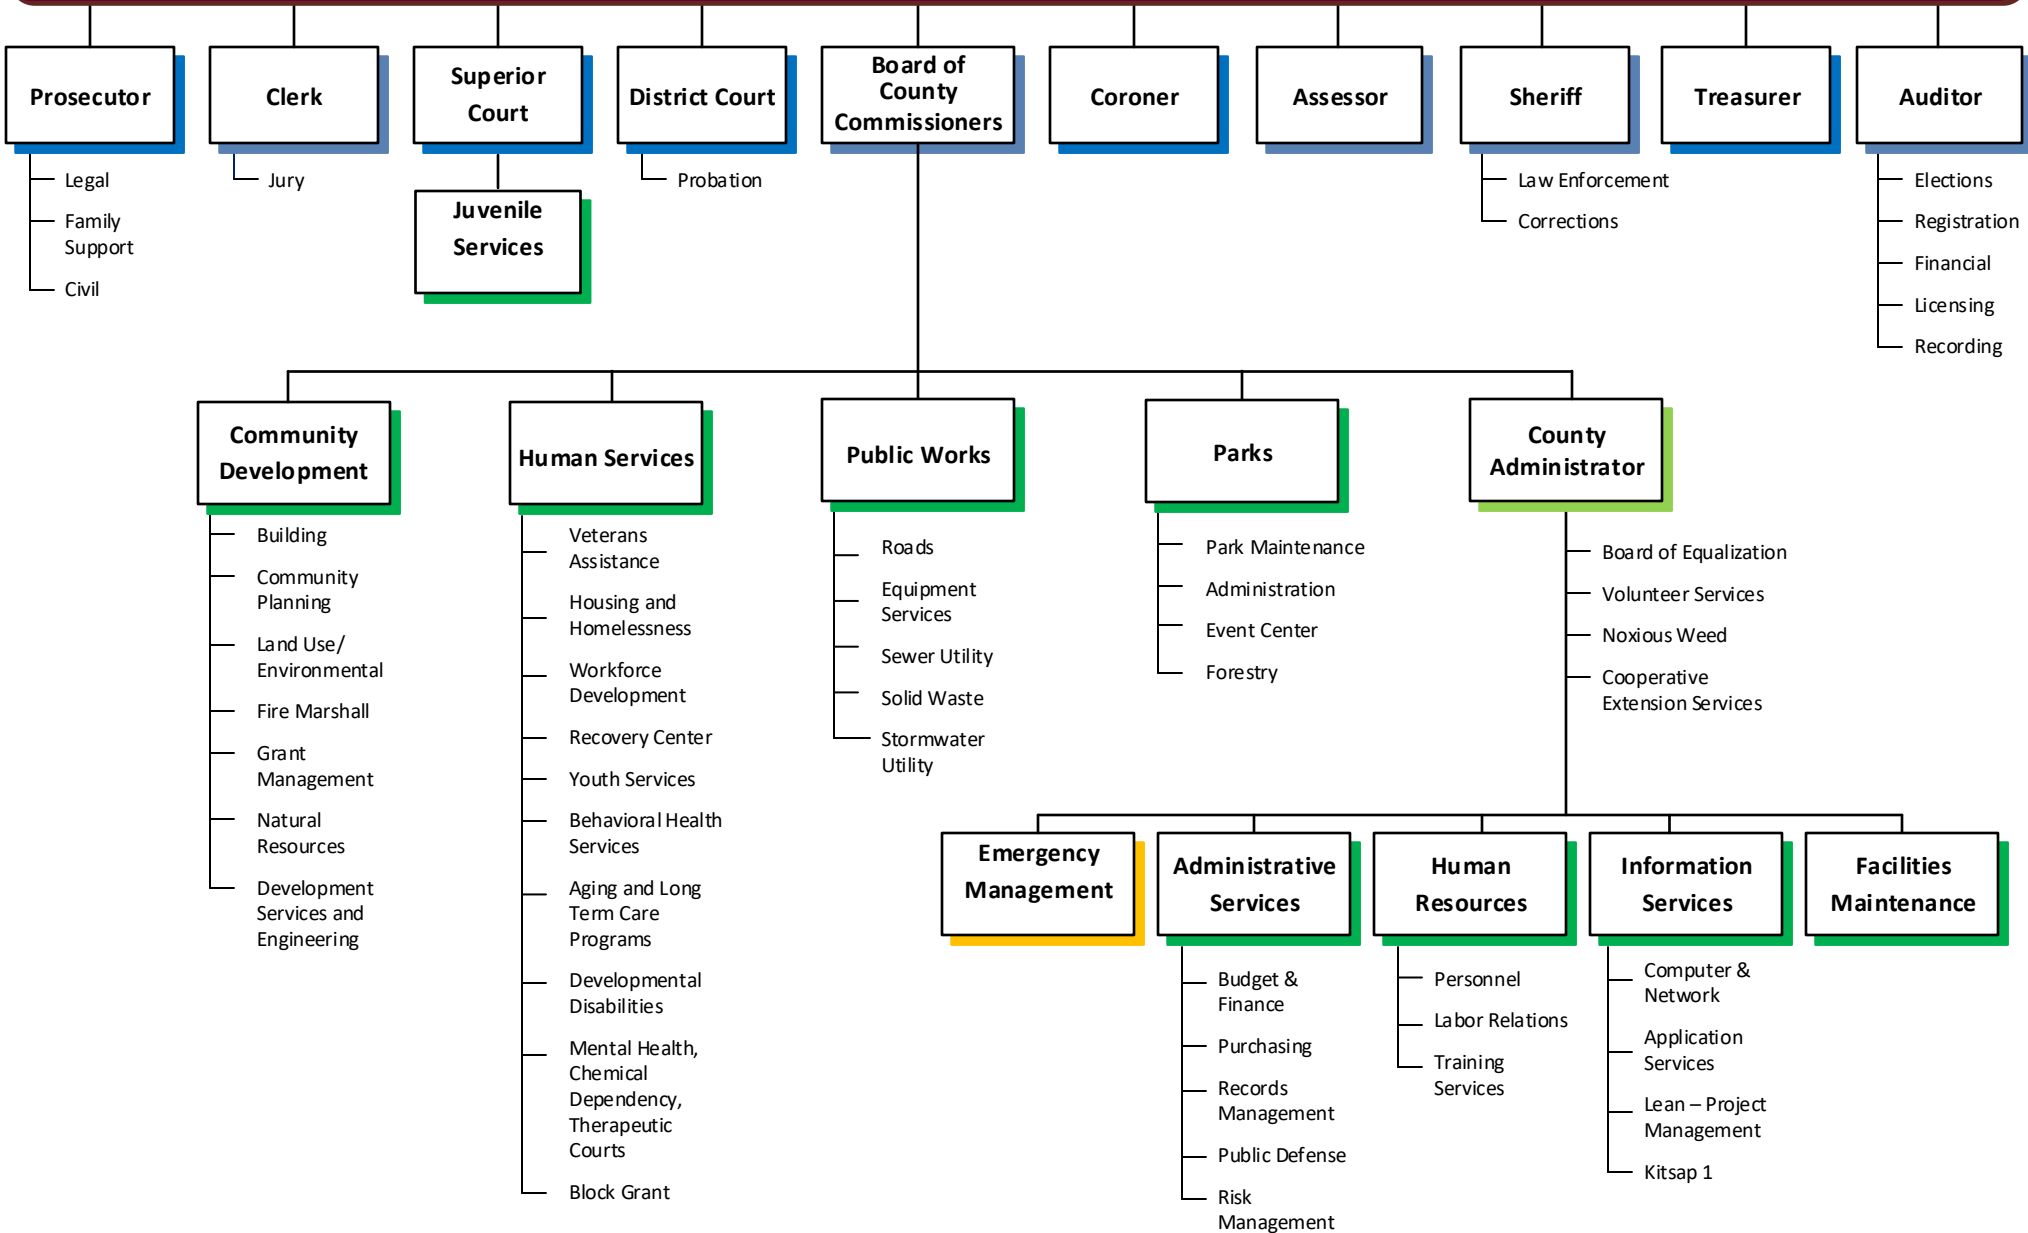 Prosecutor
Legal
Family
Support
Civil
Clerk
Jury
Superior
Court
Juvenile
Services
District Court
Probation
Board of
County
Commissioners
Coroner
Assessor
Sheriff
Law Enforcement
Corrections
Treasurer
Auditor
Elections
Registration
Financial
Licensing
Recording
Community
Development
Building
Community
Planning
Land Use/
Environmental
Fire Marshall
Grant
Management
Natural
Resources
Development
Services and
Engineering
Human Services
Veterans
Assistance
Housing and
Homelessness
Workforce
Development
Recovery Center
Youth Services
Behavioral Health
Services
Aging and Long
Term Care
Programs
Developmental
Disabilities
Mental Health,
Chemical
Dependency,
Therapeutic
Courts
Block Grant
Public Works
Roads
Equipment
Services
Sewer Utility
Solid Waste
Stormwater
Utility
Parks
Park Maintenance
Administration
Event Center
Forestry
County
Administrator
Board of Equalization
Volunteer Services
Noxious Weed
Cooperative
Extension Services
Emergency
Management
Administrative
Services
Budget &
Finance
Purchasing
Records
Management
Public Defense
Risk
Management
Human
Resources
Personnel
Labor Relations
Training
Services
Information
Services
Computer &
Network
Application
Services
Lean – Project
Management
Kitsap 1
Facilities
Maintenance